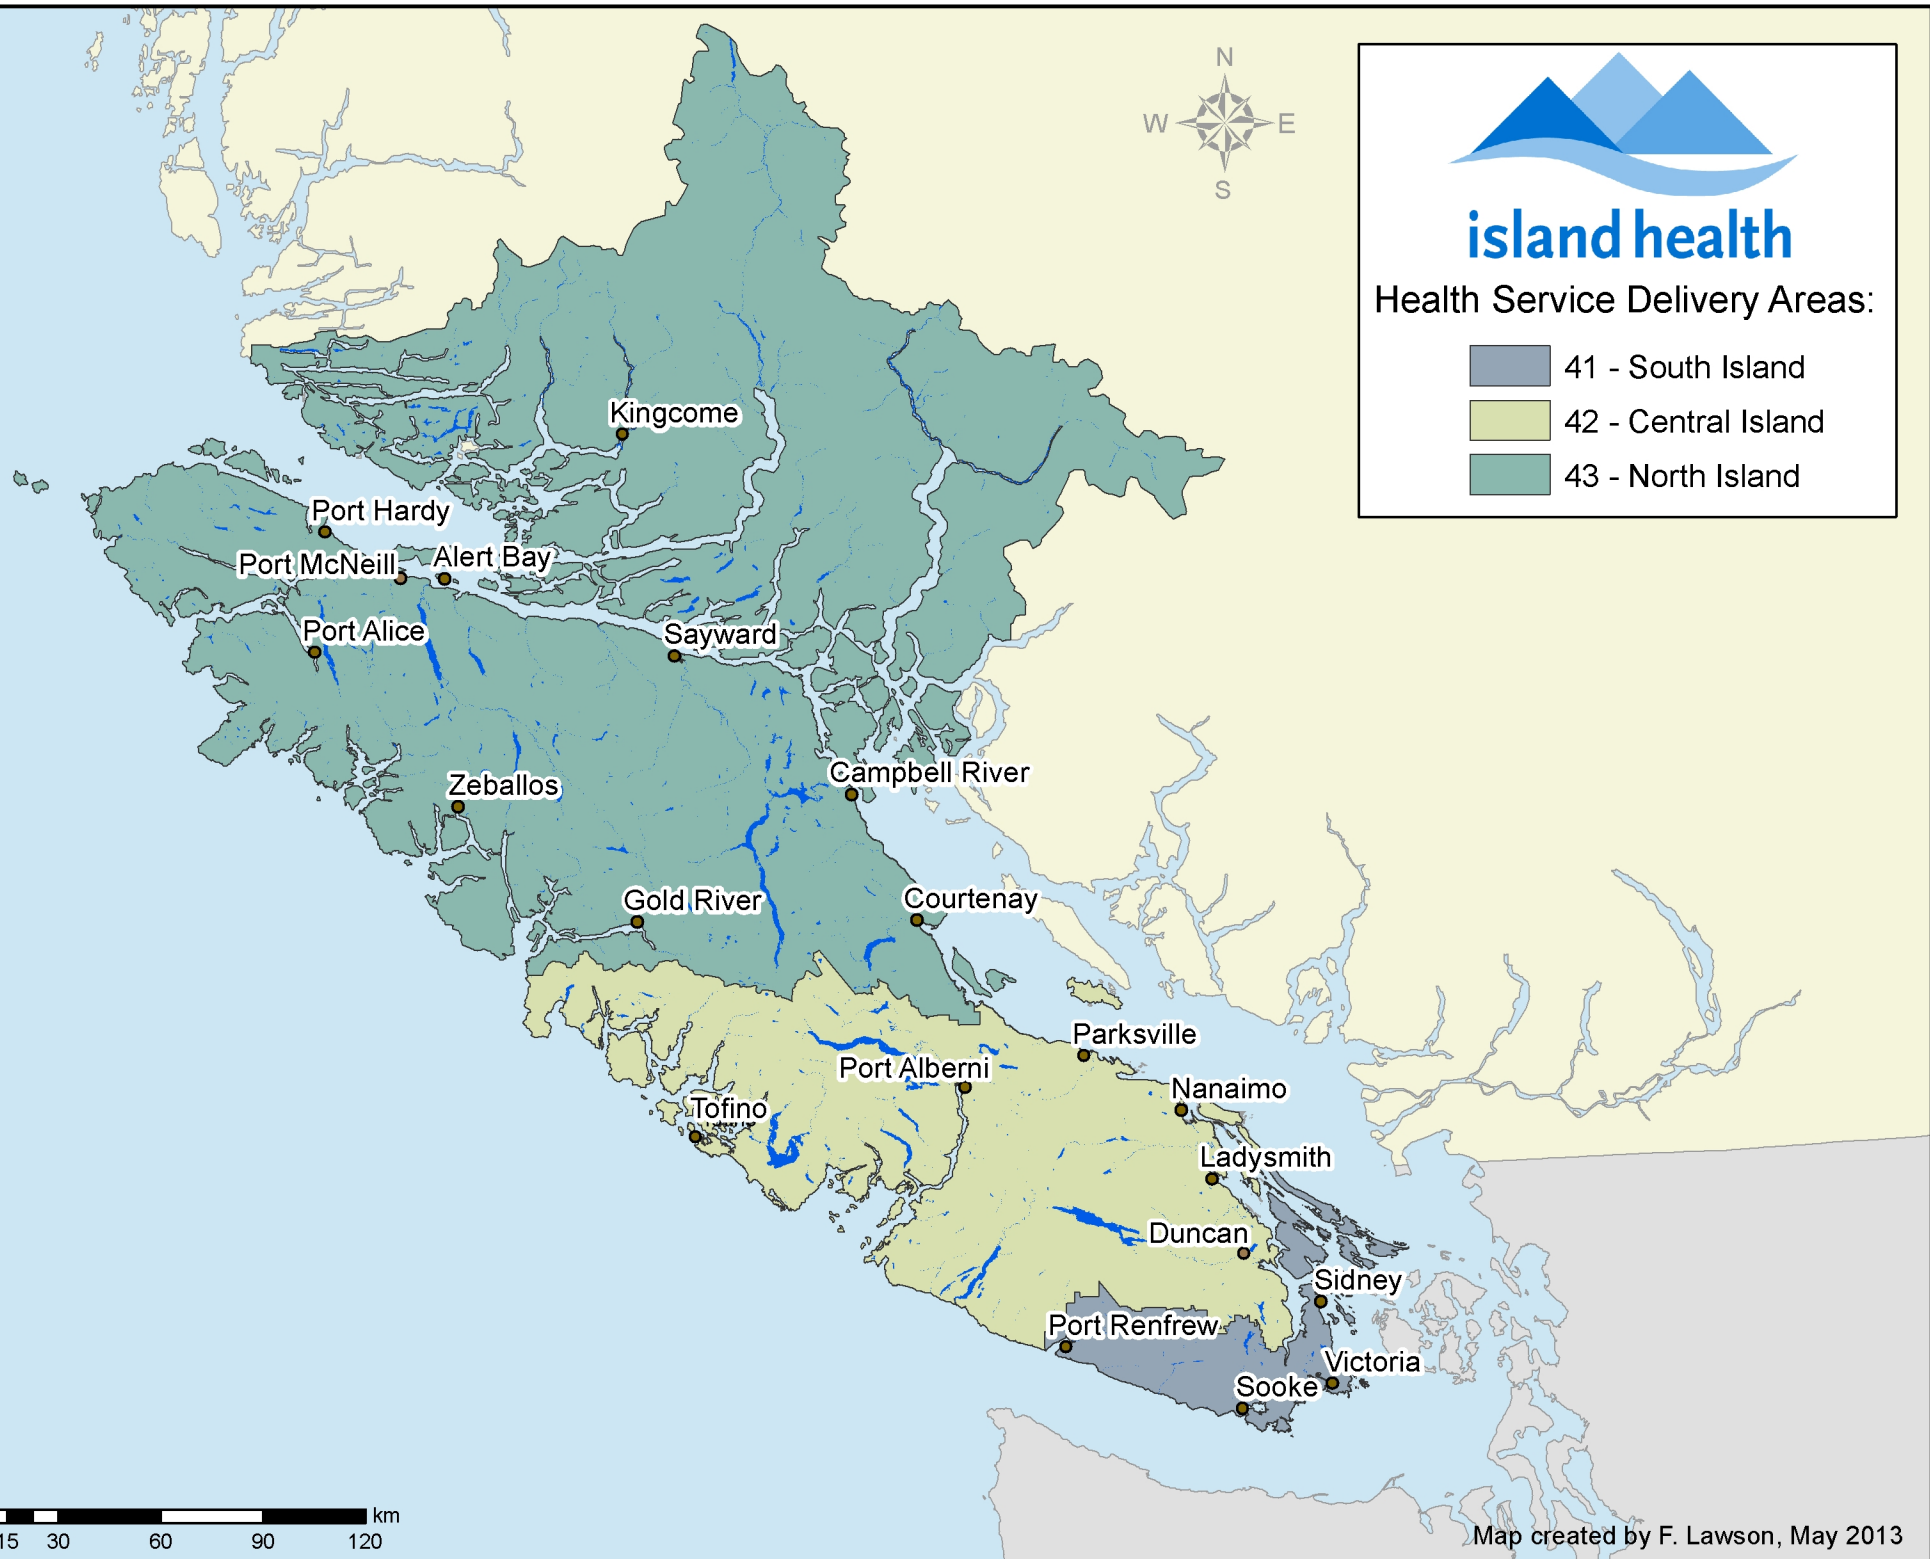 N
W E
S
island health
Health Service Delivery Areas:
41 - South Island
42 - Central Island
43 - North Island
Kingcome
Port Hardy
Port McNeill
Alert Bay
Port Alice
Sayward
Zeballos
Campbell River
Gold River
Courtenay
Parksville
Port Alberni
Nanaimo
Tofino
Ladysmith
Duncan
Sidney
Port Renfrew
Victoria
Sooke
km
15 30 60 90 120
Map created by F. Lawson, May 2013